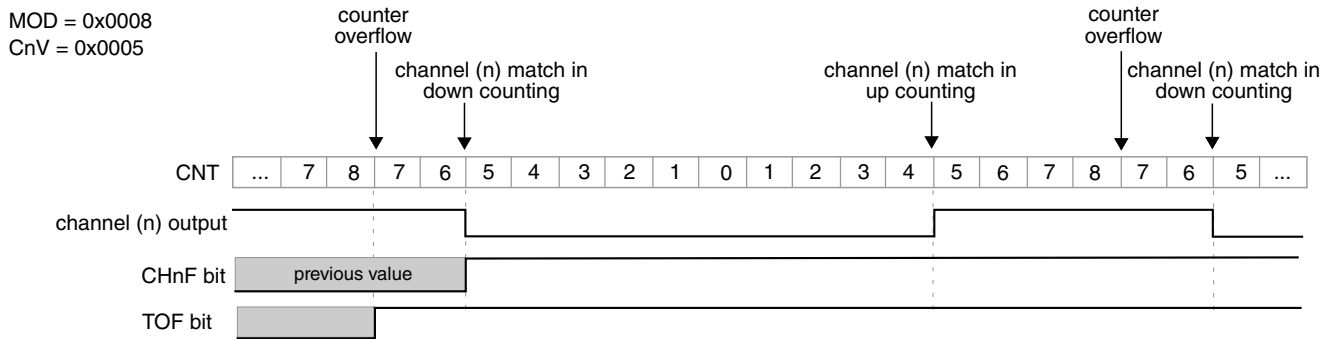 MOD = 0x0008
CnV = 0x0005
counter
overflow
channel (n) match in
down counting
channel (n) match in
up counting
counter
overflow
channel (n) match in
down counting
CNT ... 7 8 7 6 5 4 3 2 1 0 1 2 3 4 5 6 7 8 7 6 5 ...
channel (n) output
CHnF bit previous value
TOF bit